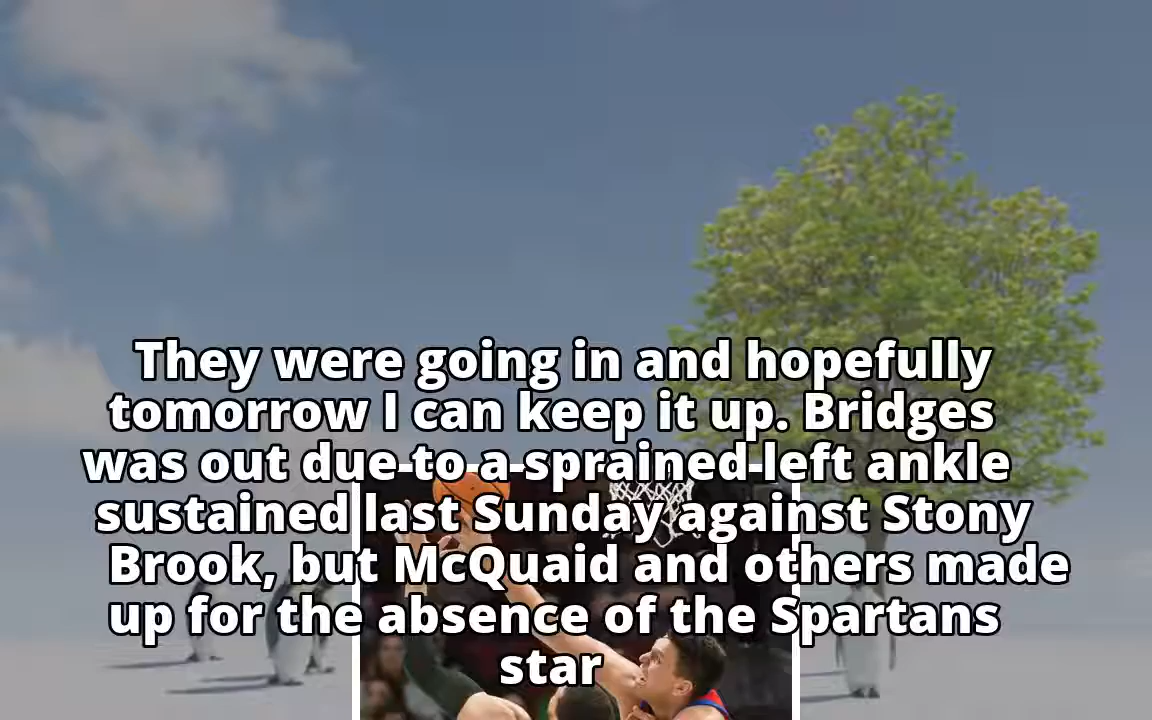 They were going in and hopefully
tomorrow I can keep it up. Bridges
was out due-to-a-sprained-left ankle
sustained last Sunday against Stony
Brook, but McQuaid and others made
up for the absence of the Spartans
star